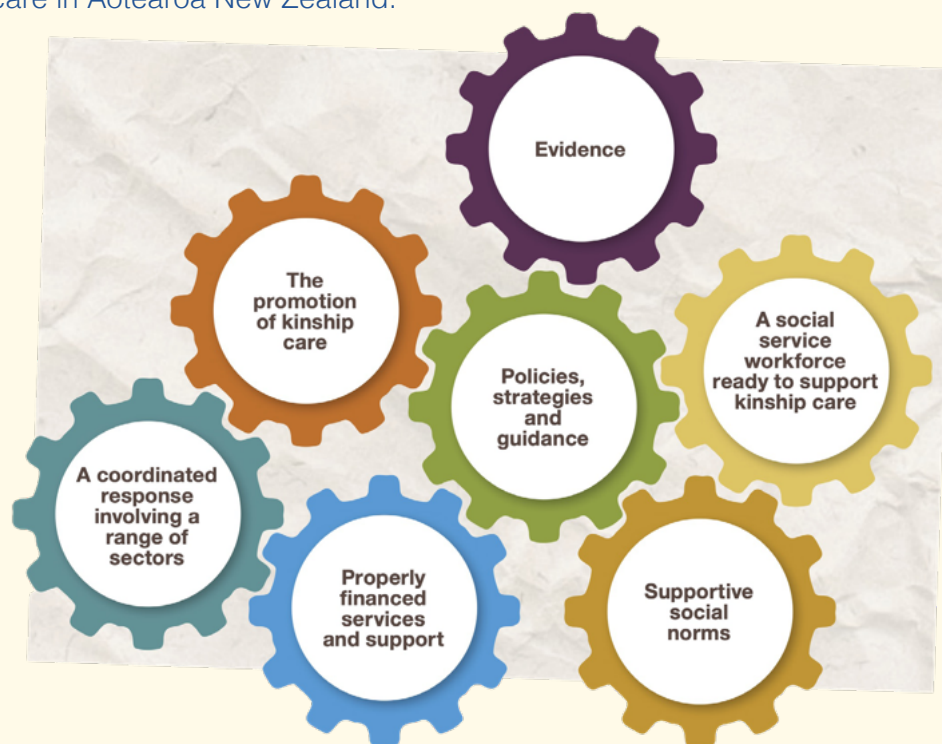 care in Aotearoa New Zealand.
Evidence
The
promotion
of kinship
care
A social
service
workforce
ready to support
kinship care
Policies,
strategies
and
guidance
A coordinated
response
involving a
range of
sectors
Properly
financed
services
and support
Supportive
social
norms